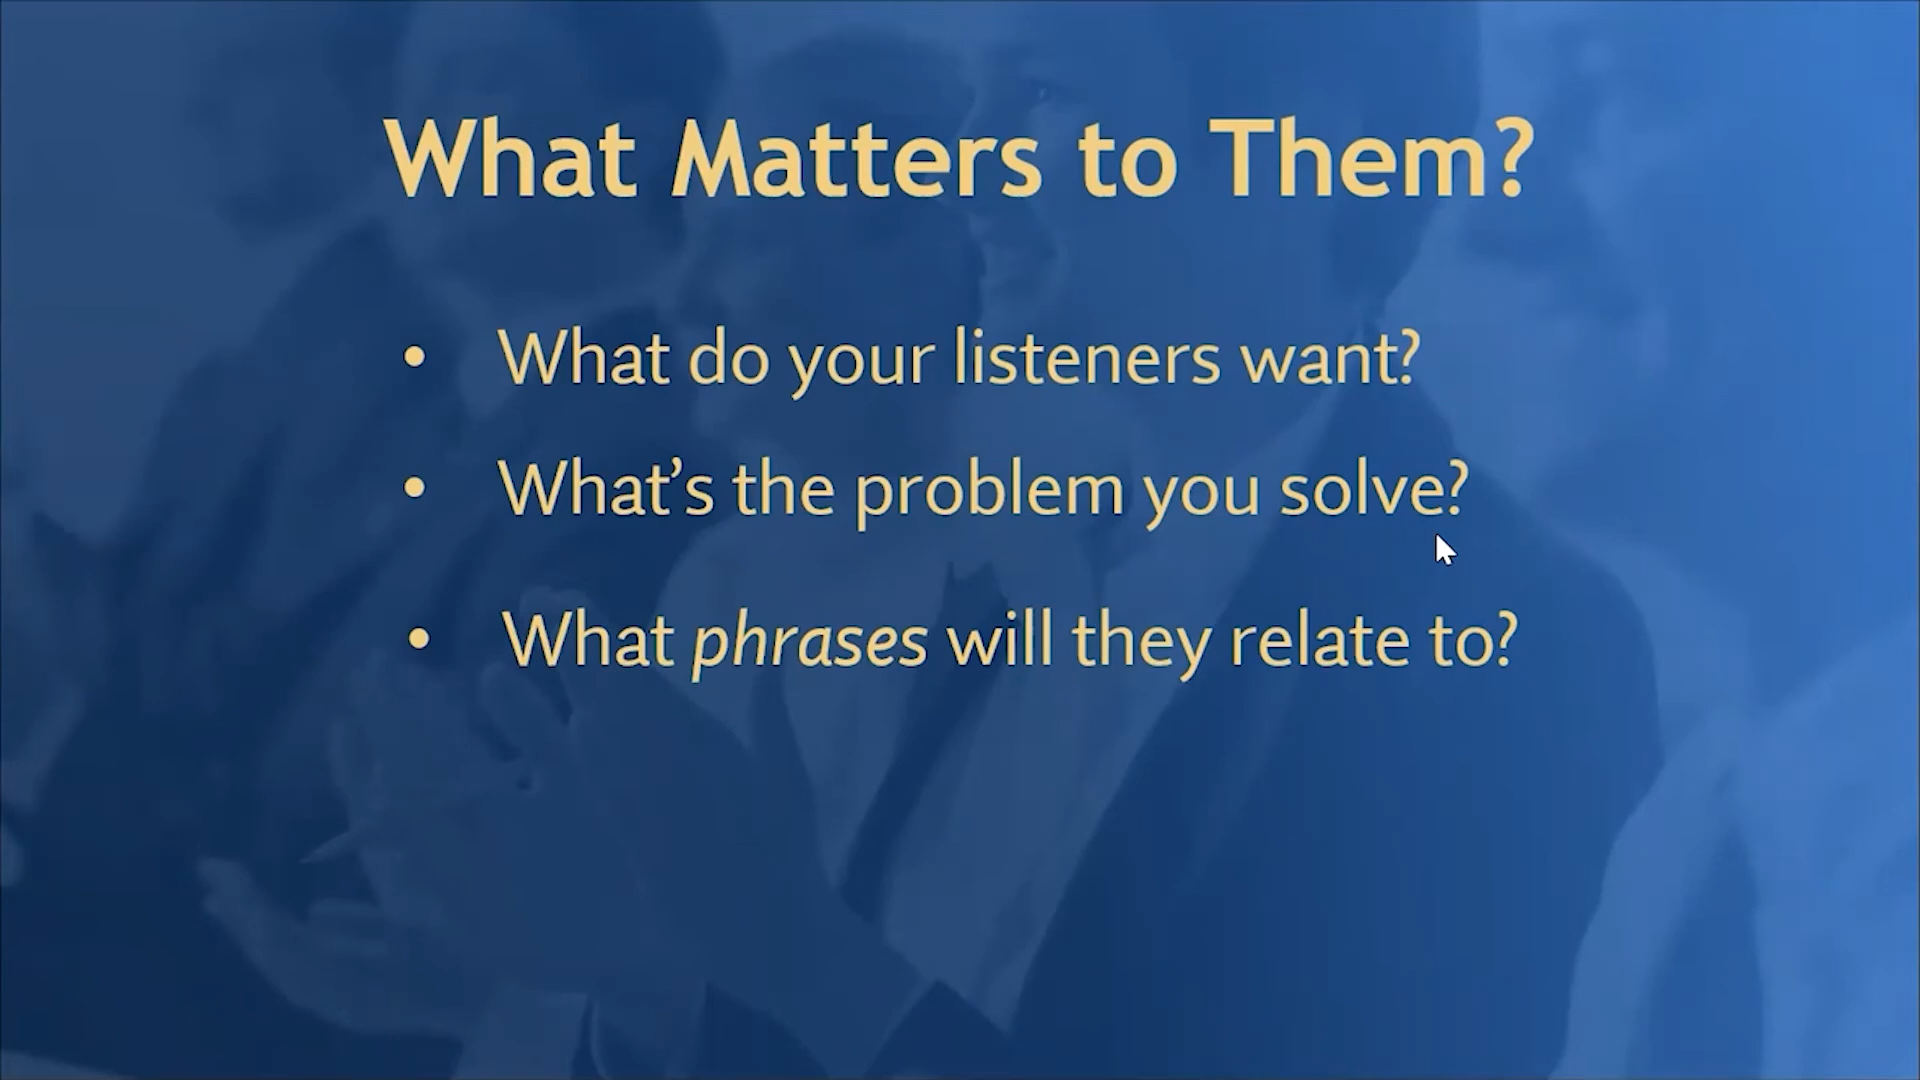 What Matters to Them?
• What do your listeners want?
• What’s the problem you solve?
• What phrases will they relate to?